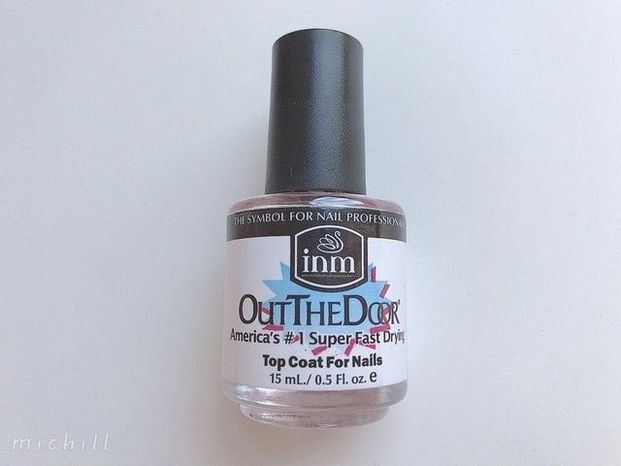 THE SYMBOL FOR NAIL PROFESSIONA
inm
OUTTHEDOOR®
America's #1 Super Fast Drying
Top Coat For Nails
15 mL./ 0.5 Fl. oz. e
michill